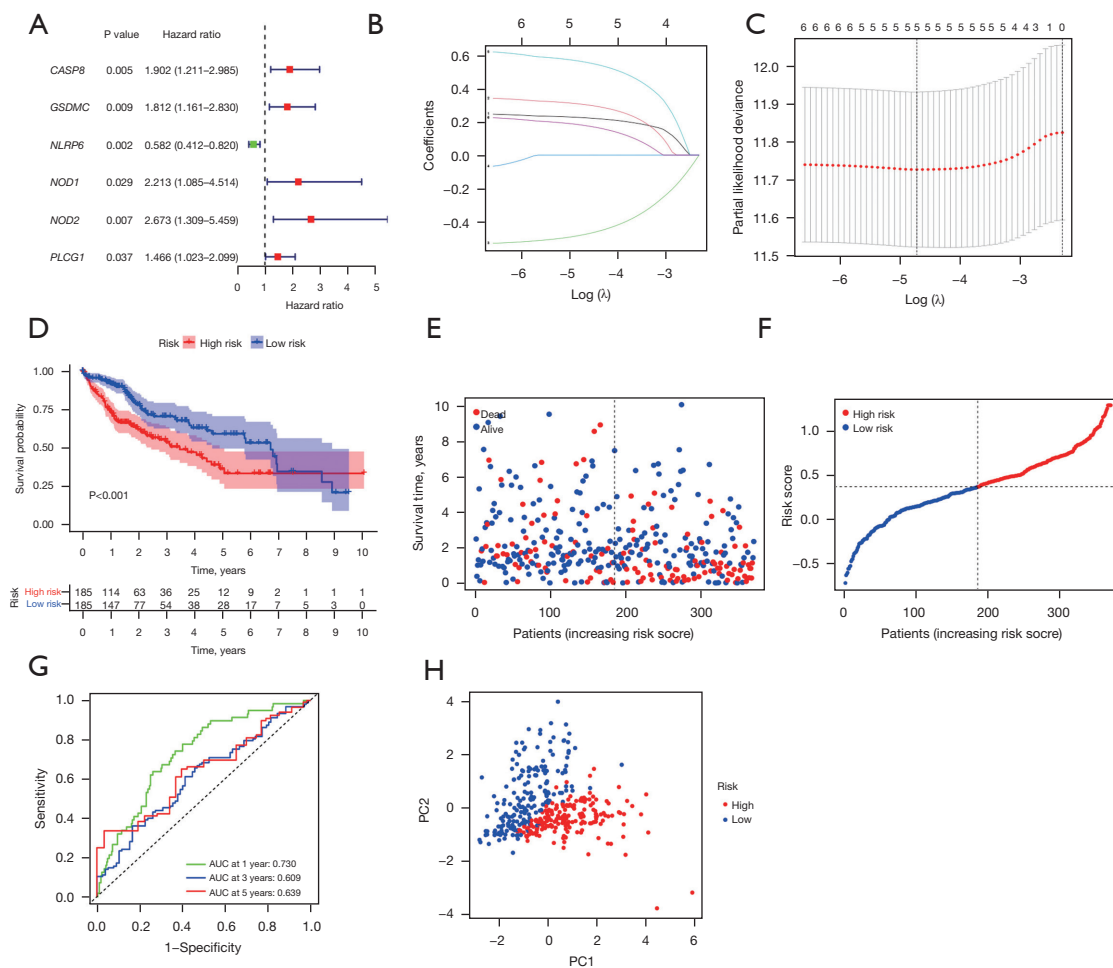 A
P value Hazard ratio
CASP8 0.005 1.902 (1.211–2.985)
GSDMC 0.009 1.812 (1.161–2.830)
NLRP6 0.002 0.582 (0.412–0.820)
NOD1 0.029 2.213 (1.085–4.514)
NOD2 0.007 2.673 (1.309–5.459)
PLCG1 0.037 1.466 (1.023–2.099)
0 1 2 3 4 5
Hazard ratio
B
6 5 5 4
0.6
0.4
0.2
0.0
−0.2
−0.4
Coefficients
−6 −5 −4 −3
Log (λ)
C
6 6 6 6 6 6 5 5 5 5 5 5 5 5 5 4 4 3 1 0
12.0
11.9
11.8
11.7
11.6
11.5
Partial likelihood deviance
−6 −5 −4 −3
Log (λ)
D
Risk High risk Low risk
1.00
0.75
0.50
0.25
0.00
Survival probability
P<0.001
0 1 2 3 4 5 6 7 8 9 10
Time, years
Risk
High risk 185 114 63 36 25 12 9 2 1 1 1
Low risk 185 147 77 54 38 28 17 7 5 3 0
0 1 2 3 4 5 6 7 8 9 10
Time, years
E
Dead
Alive
10
8
6
4
2
0
Survival time, years
0 100 200 300
Patients (increasing risk socre)
F
High risk
Low risk
1.0
0.5
0.0
−0.5
Risk score
0 100 200 300
Patients (increasing risk socre)
G
1.0
0.8
0.6
0.4
0.2
0.0
Sensitivity
AUC at 1 year: 0.730
AUC at 3 years: 0.609
AUC at 5 years: 0.639
0.0 0.2 0.4 0.6 0.8 1.0
1−Specificity
H
4
2
0
−2
−4
PC2
−2 0 2 4 6
PC1
Risk
High
Low